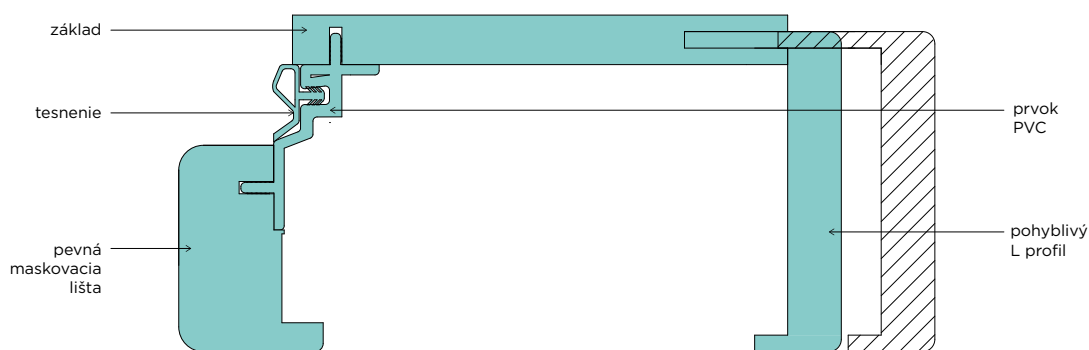 základ
tesnenie
pevná
maskovacia
lišta
prvok
PVC
pohyblivý
L profil